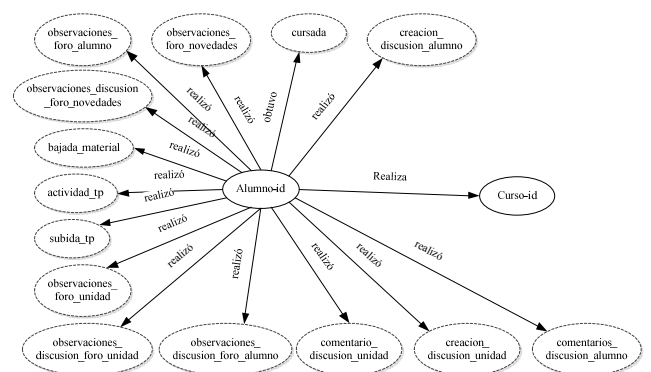 observaciones_
foro_alumno
observaciones_
foro_novedades
cursada
creacion_
discusion_alumno
observaciones_discusion
_foro_novedades
realizó
realizó
obtuvo
realizó
realizó
bajada_material
realizó
actividad_tp
realizó
realizó
Alumno-id
Realiza
Curso-id
subida_tp
realizó
realizó
realizó
realizó
realizó
realizó
observaciones_
foro_unidad
observaciones_
discusion_foro_unidad
observaciones_
discusion_foro_alumno
comentario_
discusion_unidad
creacion_
discusion_unidad
comentarios_
discusion_alumno